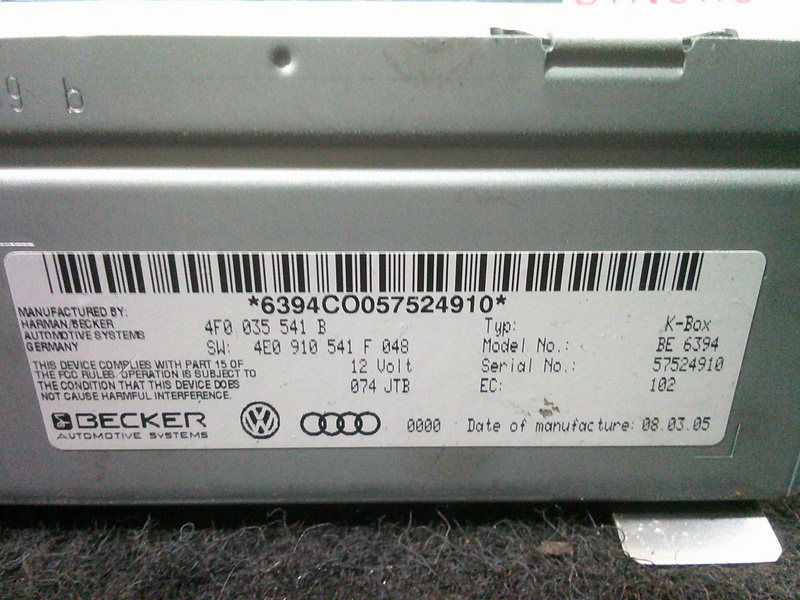 9 b
*6394CO057524910*
MANUFACTURED BY:
HARMAN/BECKER
AUTOMOTIVE SYSTEMS
GERMANY
4F0 035 541 B
SW: 4E0 910 541 F 048
THIS DEVICE COMPLIES WITH PART 15 OF
THE FCC RULES. OPERATION IS SUBJECT TO
THE CONDITION THAT THIS DEVICE DOES
NOT CAUSE HARMFUL INTERFERENCE.
12 Volt
074 JTB
Typ: K-Box
Model No.: BE 6394
Serial No.: 57524910
EC: 102
BECKER
AUTOMOTIVE SYSTEMS
VW
0000 Date of manufacture: 08.03.05